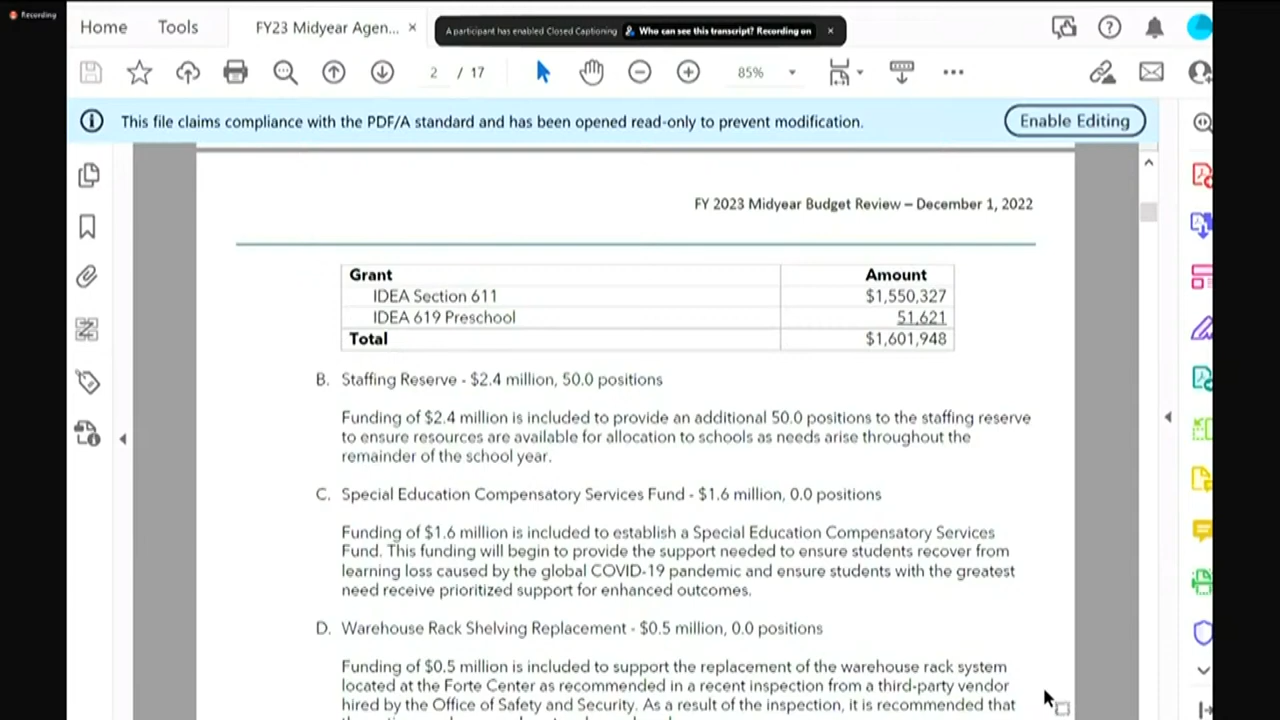 Recording
Home
Tools
FY23 Midyear Agen... ×
A participant has enabled Closed Captioning Who can see this transcript? Recording on ×
2 / 17
85%
This file claims compliance with the PDF/A standard and has been opened read-only to prevent modification.
Enable Editing
FY 2023 Midyear Budget Review – December 1, 2022
Grant Amount
IDEA Section 611 $1,550,327
IDEA 619 Preschool 51,621
Total $1,601,948
B. Staffing Reserve - $2.4 million, 50.0 positions
Funding of $2.4 million is included to provide an additional 50.0 positions to the staffing reserve
to ensure resources are available for allocation to schools as needs arise throughout the
remainder of the school year.
C. Special Education Compensatory Services Fund - $1.6 million, 0.0 positions
Funding of $1.6 million is included to establish a Special Education Compensatory Services
Fund. This funding will begin to provide the support needed to ensure students recover from
learning loss caused by the global COVID-19 pandemic and ensure students with the greatest
need receive prioritized support for enhanced outcomes.
D. Warehouse Rack Shelving Replacement - $0.5 million, 0.0 positions
Funding of $0.5 million is included to support the replacement of the warehouse rack system
located at the Forte Center as recommended in a recent inspection from a third-party vendor
hired by the Office of Safety and Security. As a result of the inspection, it is recommended that